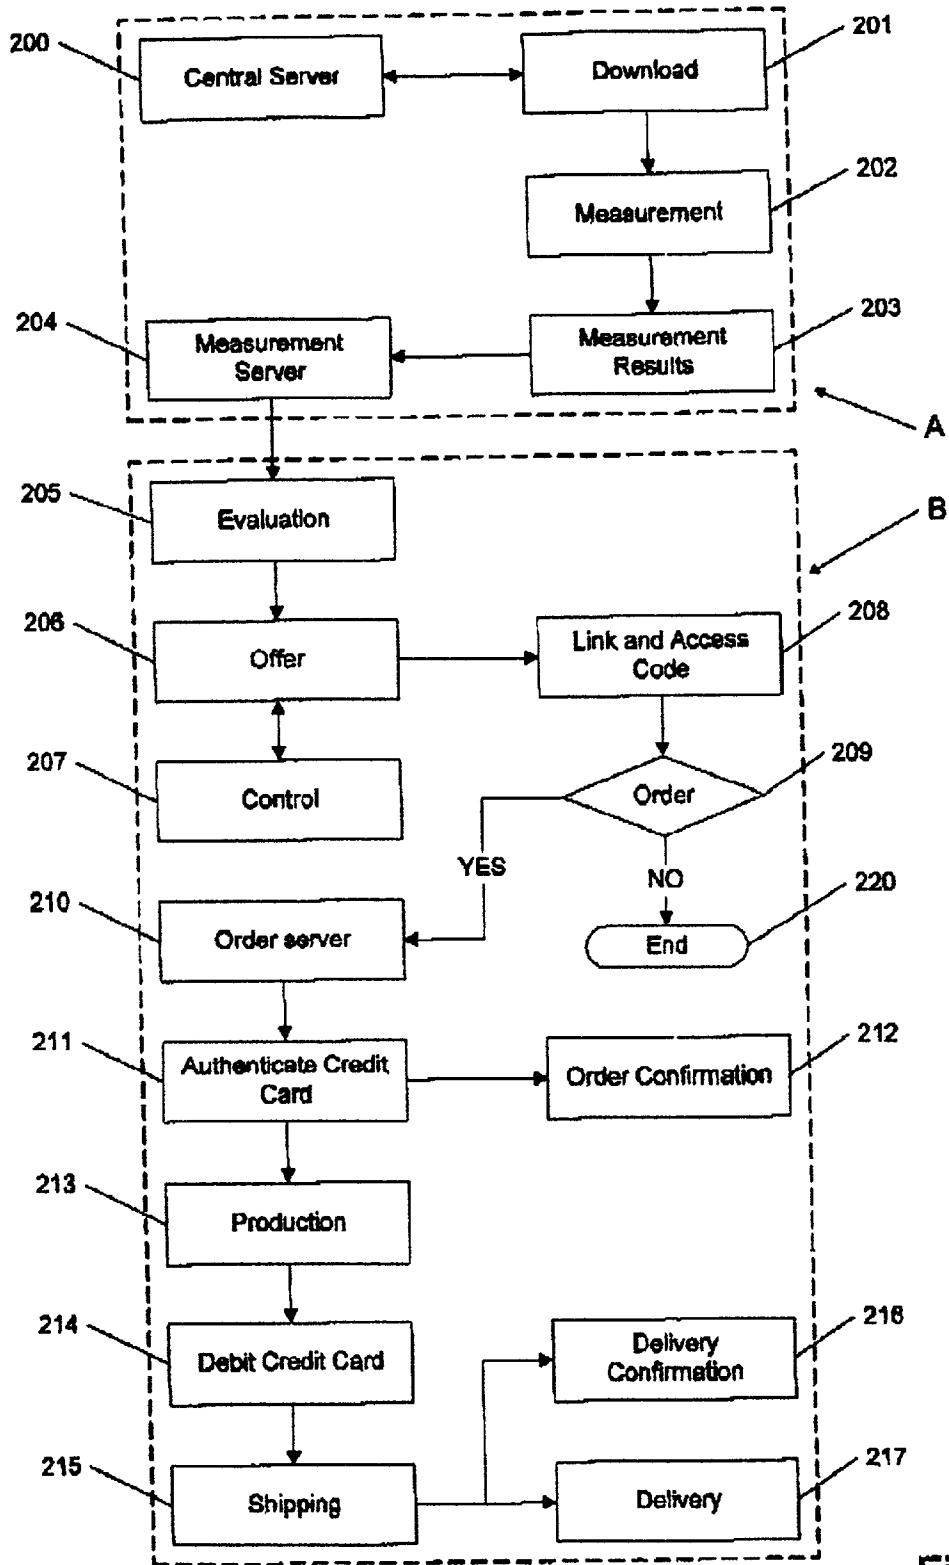 200
Central Server
Download
201
Measurement
202
204
Measurement
Server
Measurement
Results
203
A
205
Evaluation
B
206
Offer
Link and Access
Code
208
207
Control
Order
209
YES
NO
210
Order server
End
220
211
Authenticate Credit
Card
Order Confirmation
212
213
Production
214
Debit Credit Card
Delivery
Confirmation
216
215
Shipping
Delivery
217